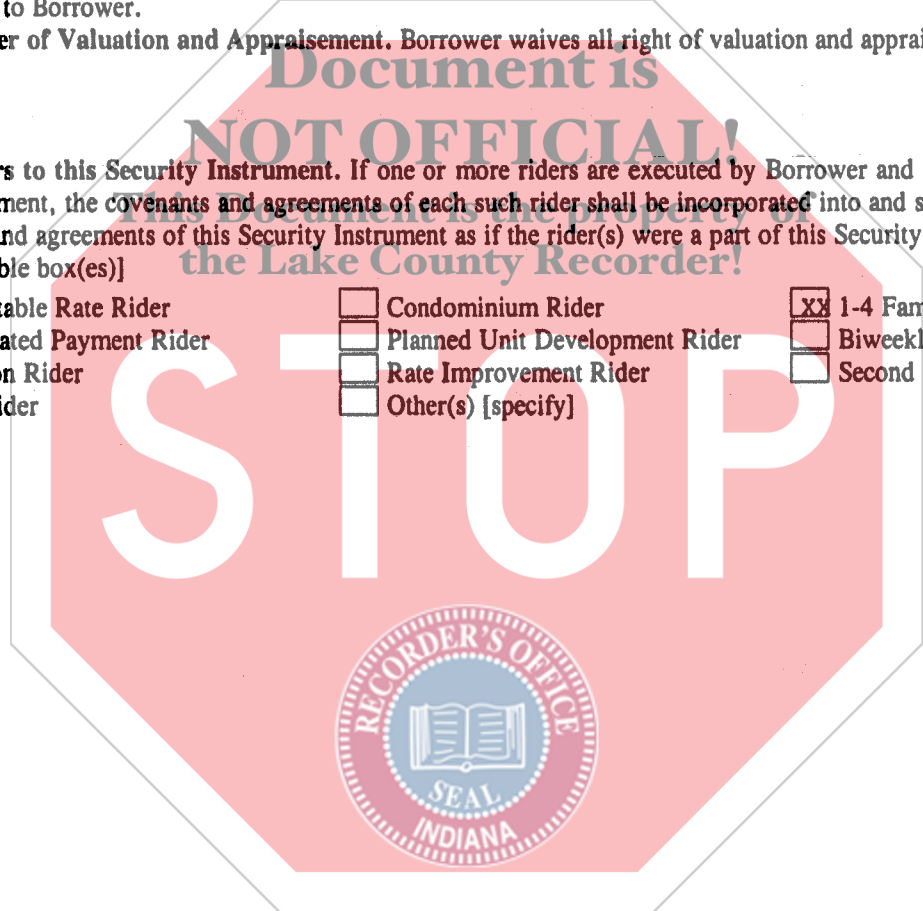 to Borrower.
er of Valuation and Appraisement. Borrower waives all right of valuation and apprai
Document is
NOT OFFICIAL!
rs to this Security Instrument. If one or more riders are executed by Borrower and
ment, the covenants and agreements of each such rider shall be incorporated into and s
This Document is the property of
nd agreements of this Security Instrument as if the rider(s) were a part of this Security
the Lake County Recorder!
ble box(es)]
table Rate Rider Condominium Rider XX 1-4 Fam
ated Payment Rider Planned Unit Development Rider Biweekl
on Rider Rate Improvement Rider Second
ider Other(s) [specify]
STOP
RECORDER'S OFFICE
SEAL
INDIANA